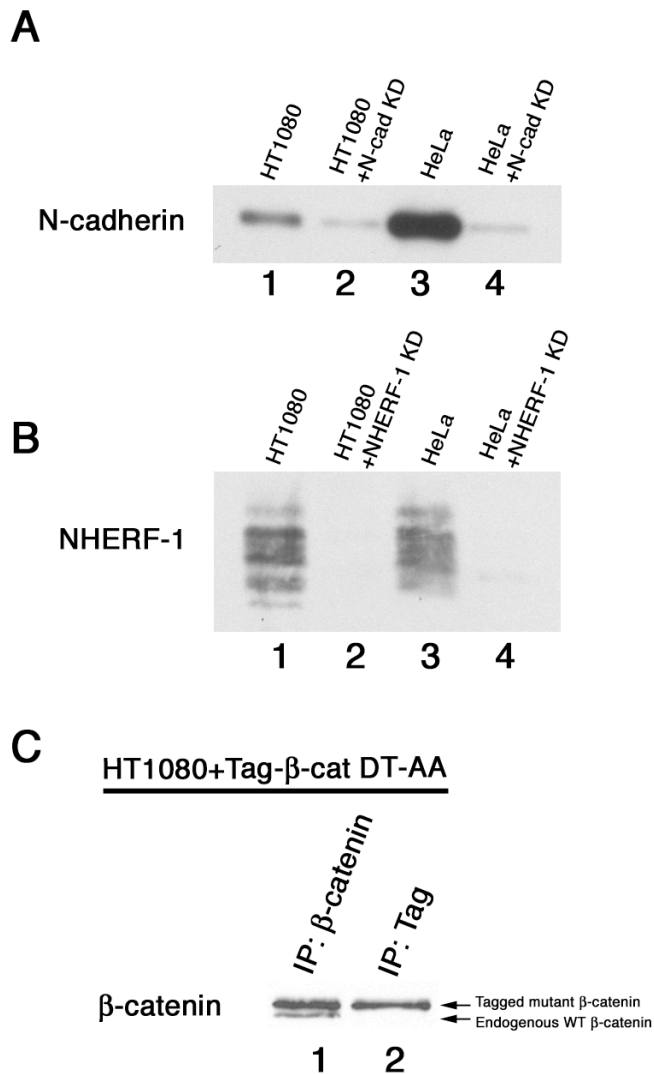 A
HT1080
HT1080
+N-cad KD
HeLa
HeLa
+N-cad KD
N-cadherin
1 2 3 4
B
HT1080
HT1080
+NHERF-1 KD
HeLa
HeLa
+NHERF-1 KD
NHERF-1
1 2 3 4
C
HT1080+Tag-β-cat DT-AA
IP: β-catenin
IP: Tag
β-catenin
Tagged mutant β-catenin
Endogenous WT β-catenin
1 2